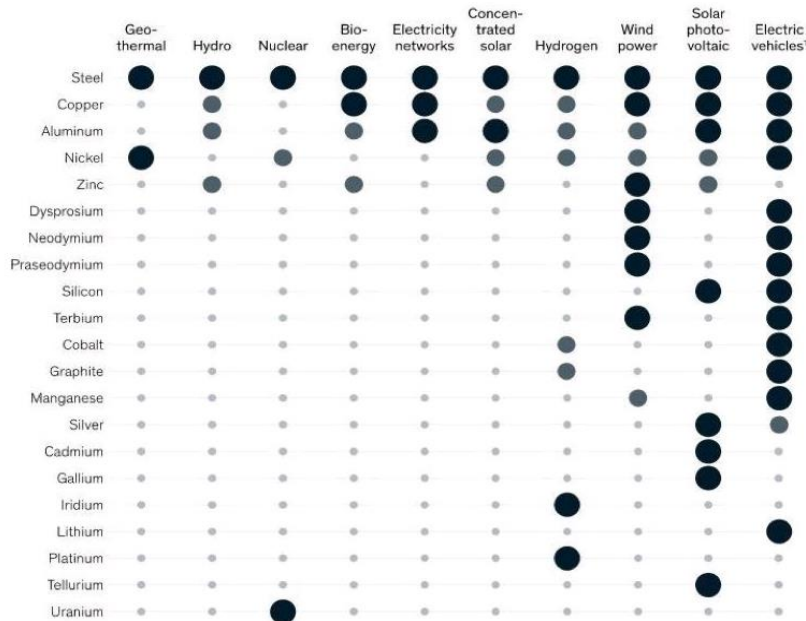 Geo-
thermal
Hydro
Nuclear
Bio-
energy
Electricity
networks
Concen-
trated
solar
Hydrogen
Wind
power
Solar
photo-
voltaic
Electric
vehicles¹
Steel
Copper
Aluminum
Nickel
Zinc
Dysprosium
Neodymium
Praseodymium
Silicon
Terbium
Cobalt
Graphite
Manganese
Silver
Cadmium
Gallium
Iridium
Lithium
Platinum
Tellurium
Uranium